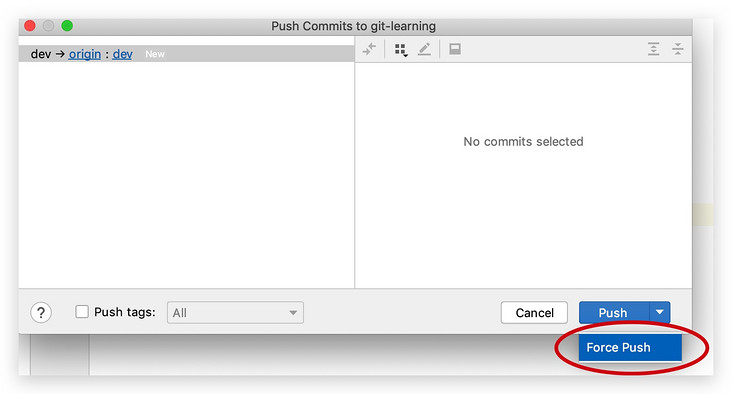 Push Commits to git-learning
dev → origin : dev New
No commits selected
? Push tags: All Cancel Push
Force Push